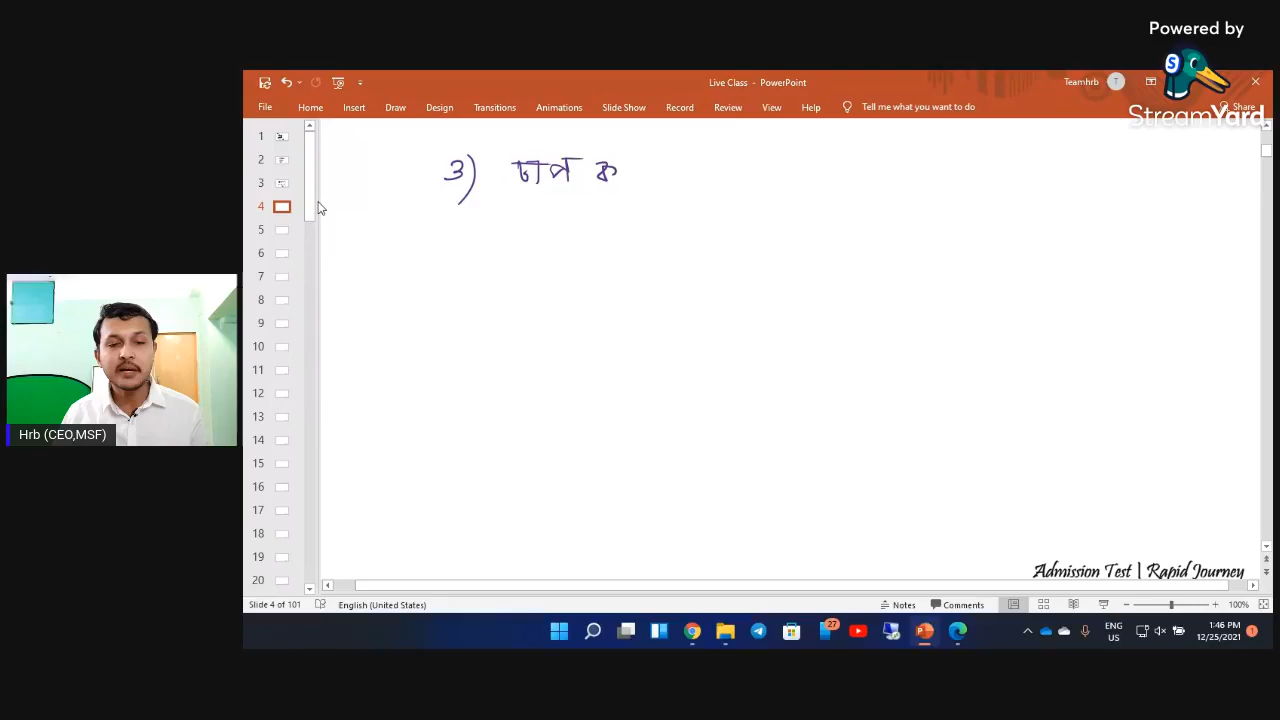 Powered by
StreamYard
Live Class - PowerPoint
Teamhrb T
File Home Insert Draw Design Transitions Animations Slide Show Record Review View Help Tell me what you want to do Share
1
2
3
4
5
6
7
8
9
10
11
12
13
14
15
16
17
18
19
20
৩) চাপ ক
Hrb (CEO,MSF)
Admission Test | Rapid Journey
Slide 4 of 101 English (United States) Notes Comments 100%
27
ENG
US
1:46 PM
12/25/2021
1